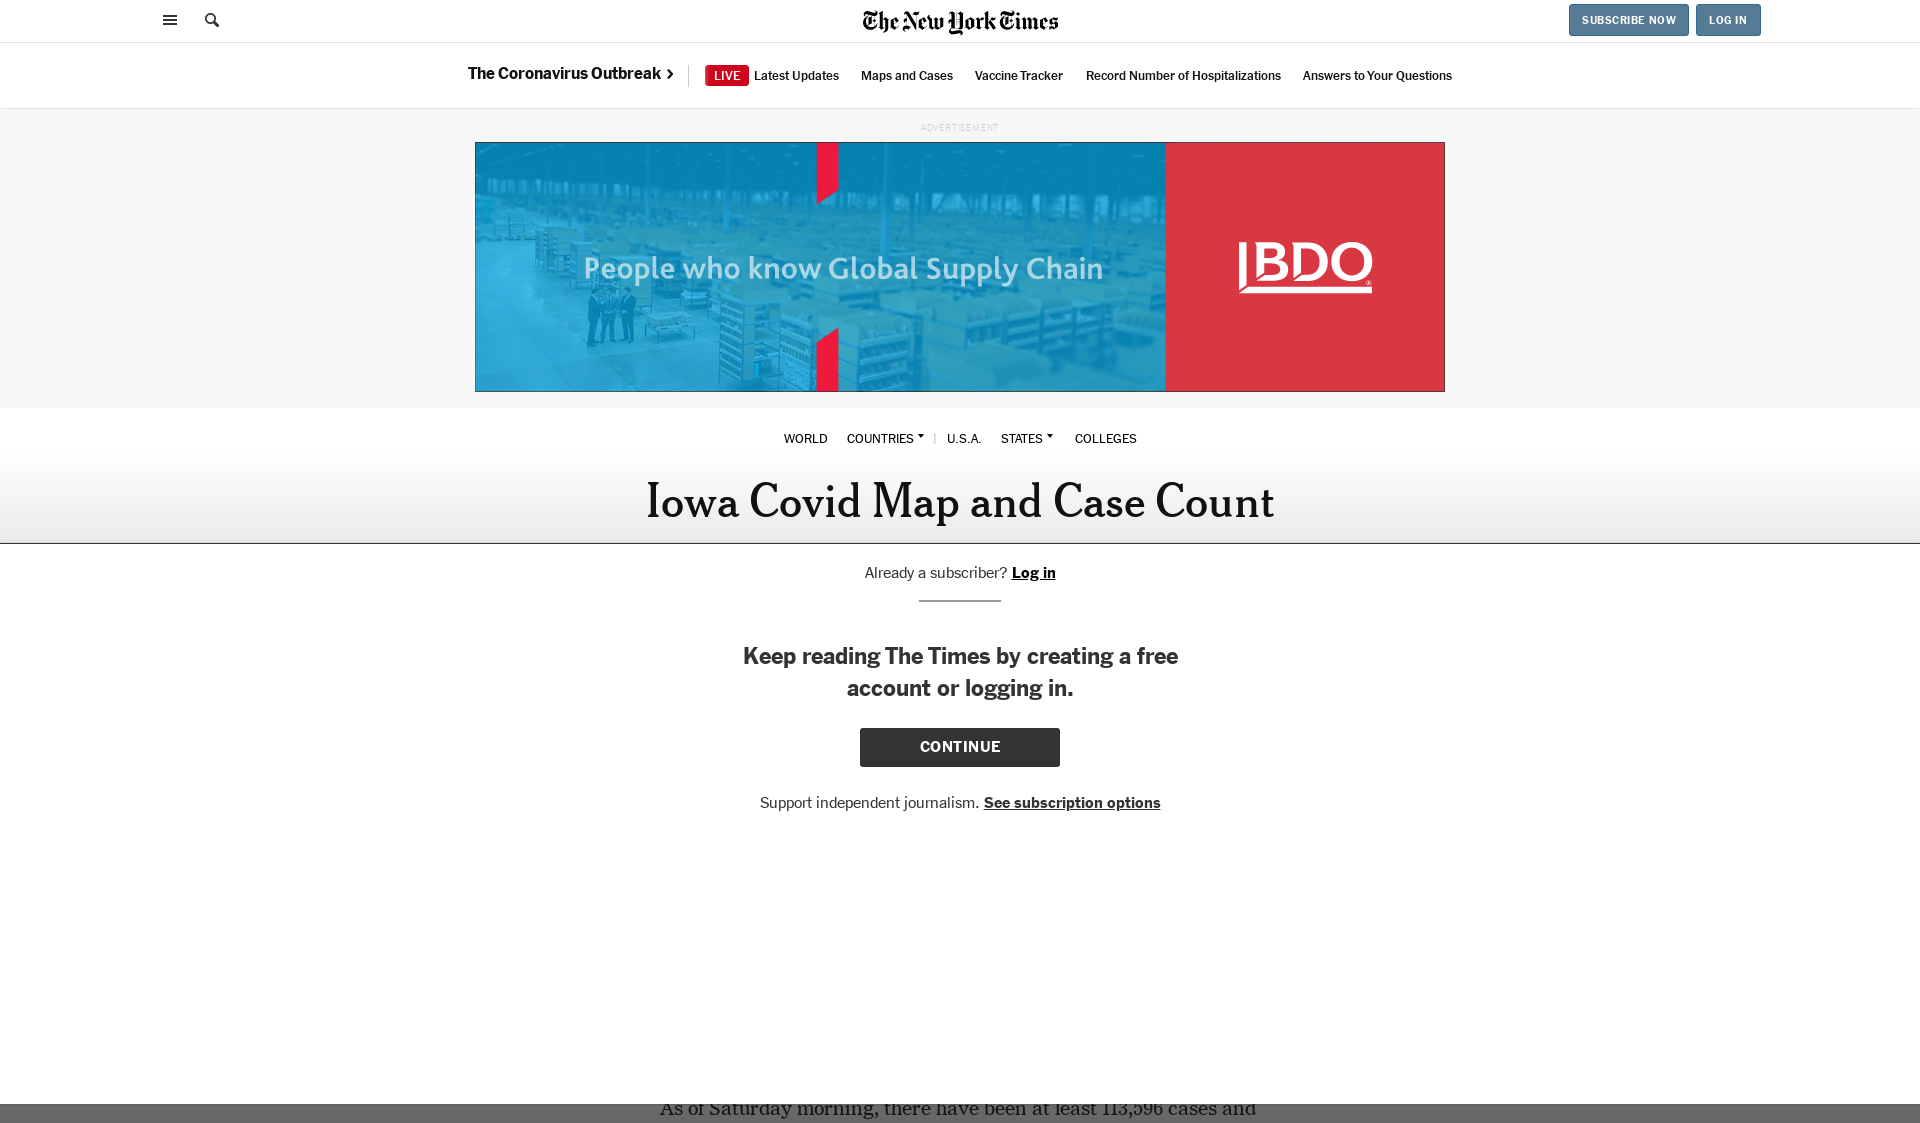 The New York Times
SUBSCRIBE NOW
LOG IN
The Coronavirus Outbreak
LIVE Latest Updates
Maps and Cases
Vaccine Tracker
Record Number of Hospitalizations
Answers to Your Questions
ADVERTISEMENT
People who know Global Supply Chain
BDO
WORLD
COUNTRIES
U.S.A.
STATES
COLLEGES
Iowa Covid Map and Case Count
Already a subscriber? Log in
Keep reading The Times by creating a free
account or logging in.
CONTINUE
Support independent journalism. See subscription options
As of Saturday morning, there have been at least 113,596 cases and